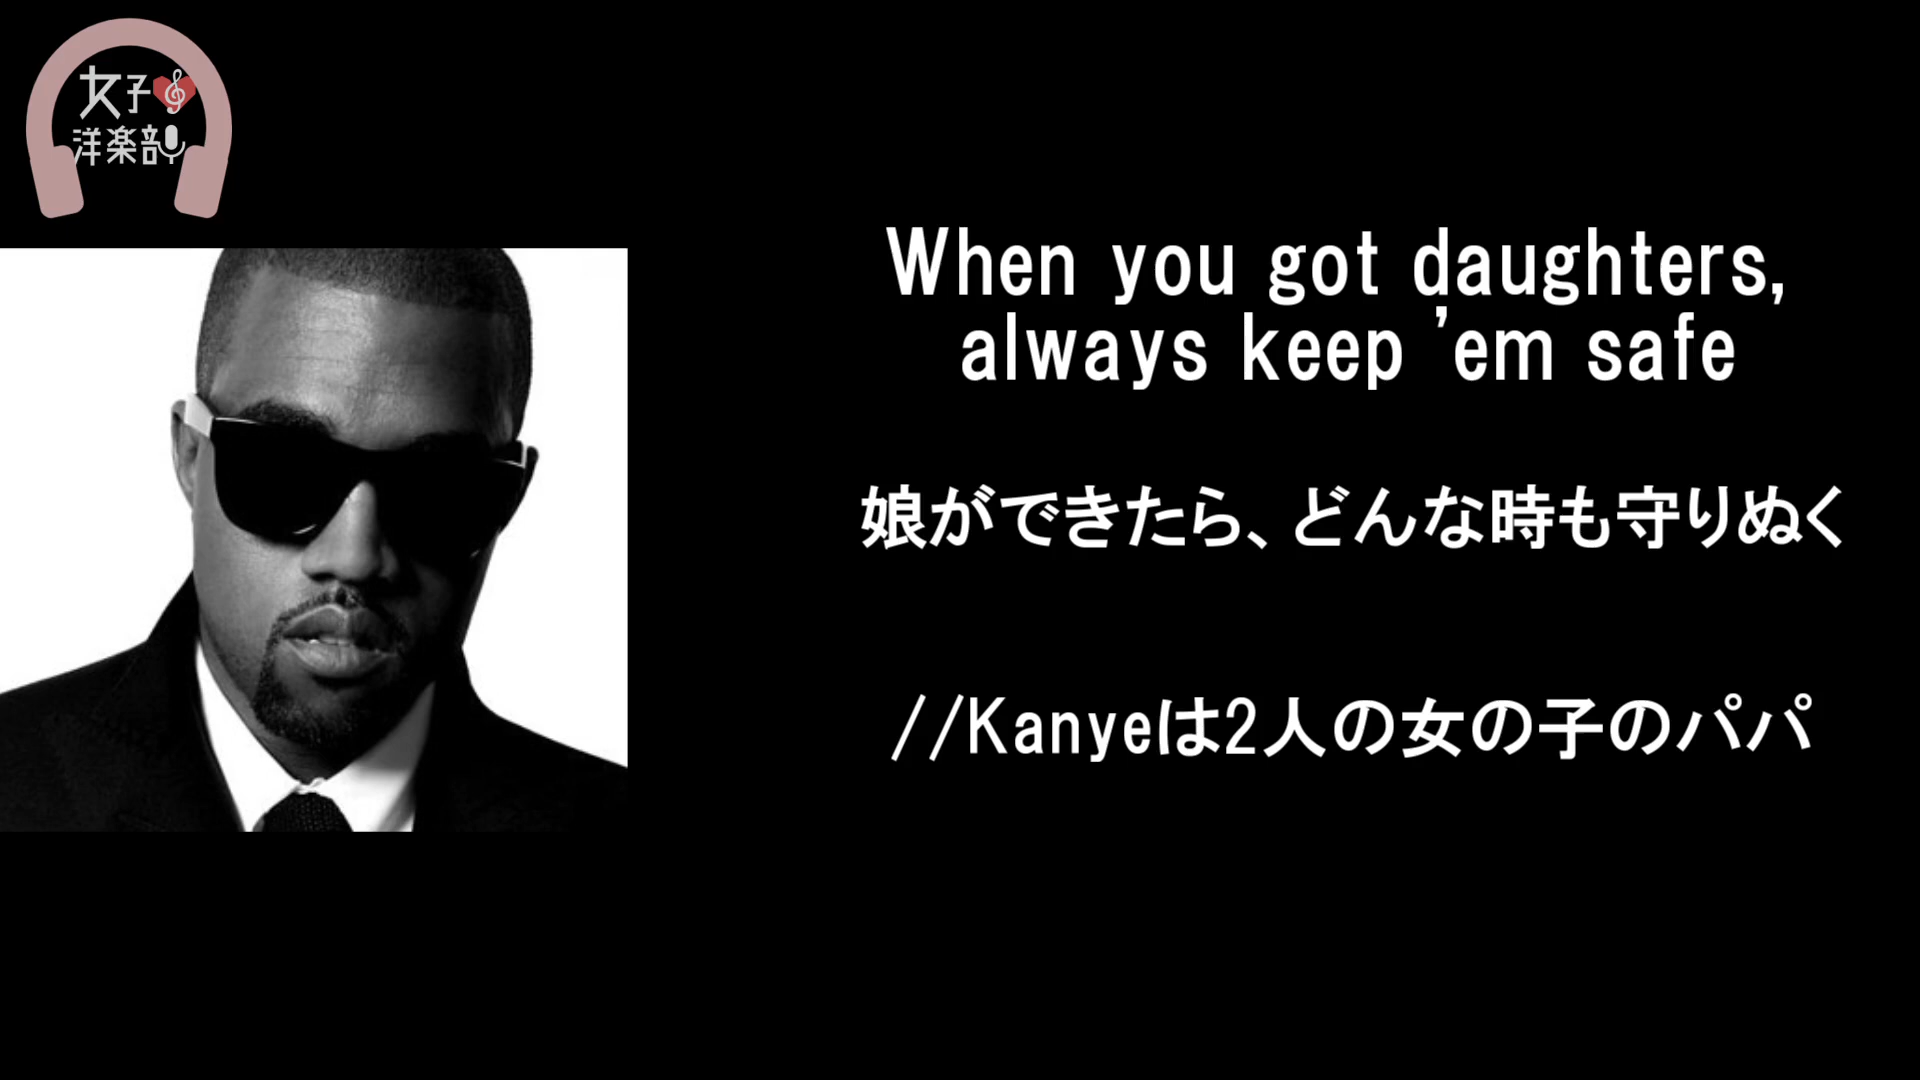 女子
洋楽部
When you got daughters,
always keep 'em safe
娘ができたら、どんな時も守りぬく
//Kanyeは2人の女の子のパパ